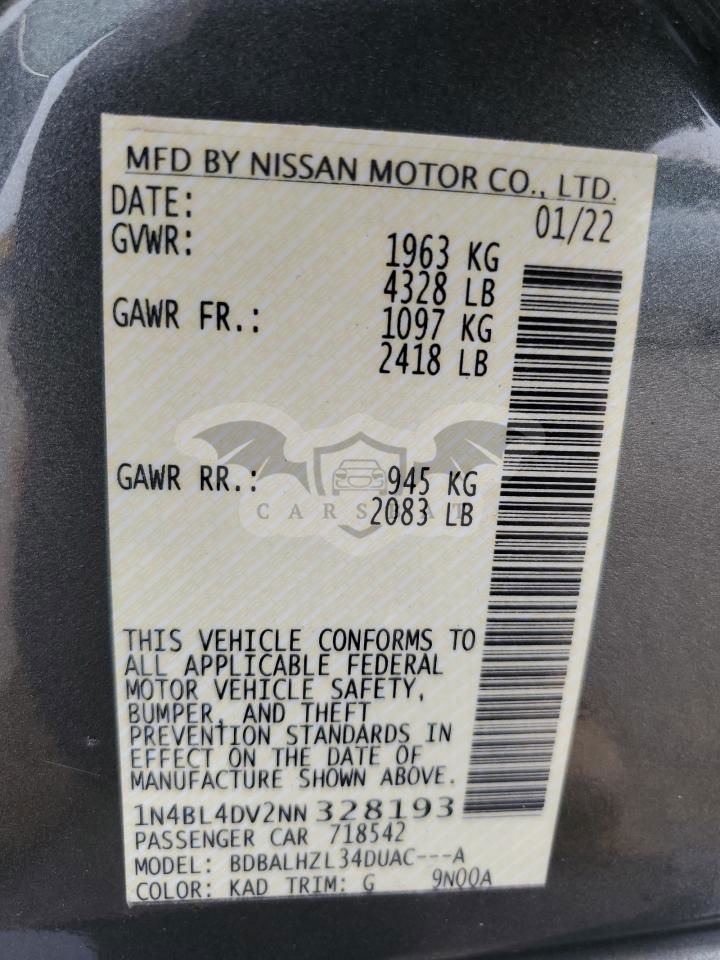 MFD BY NISSAN MOTOR CO., LTD.
DATE: 01/22
GVWR: 1963 KG
4328 LB
GAWR FR.: 1097 KG
2418 LB
GAWR RR.: 945 KG
2083 LB
THIS VEHICLE CONFORMS TO
ALL APPLICABLE FEDERAL
MOTOR VEHICLE SAFETY,
BUMPER, AND THEFT
PREVENTION STANDARDS IN
EFFECT ON THE DATE OF
MANUFACTURE SHOWN ABOVE.
1N4BL4DV2NN 328193
PASSENGER CAR 718542
MODEL: BDBALHZL34DUAC---A
COLOR: KAD TRIM: G 9N00A